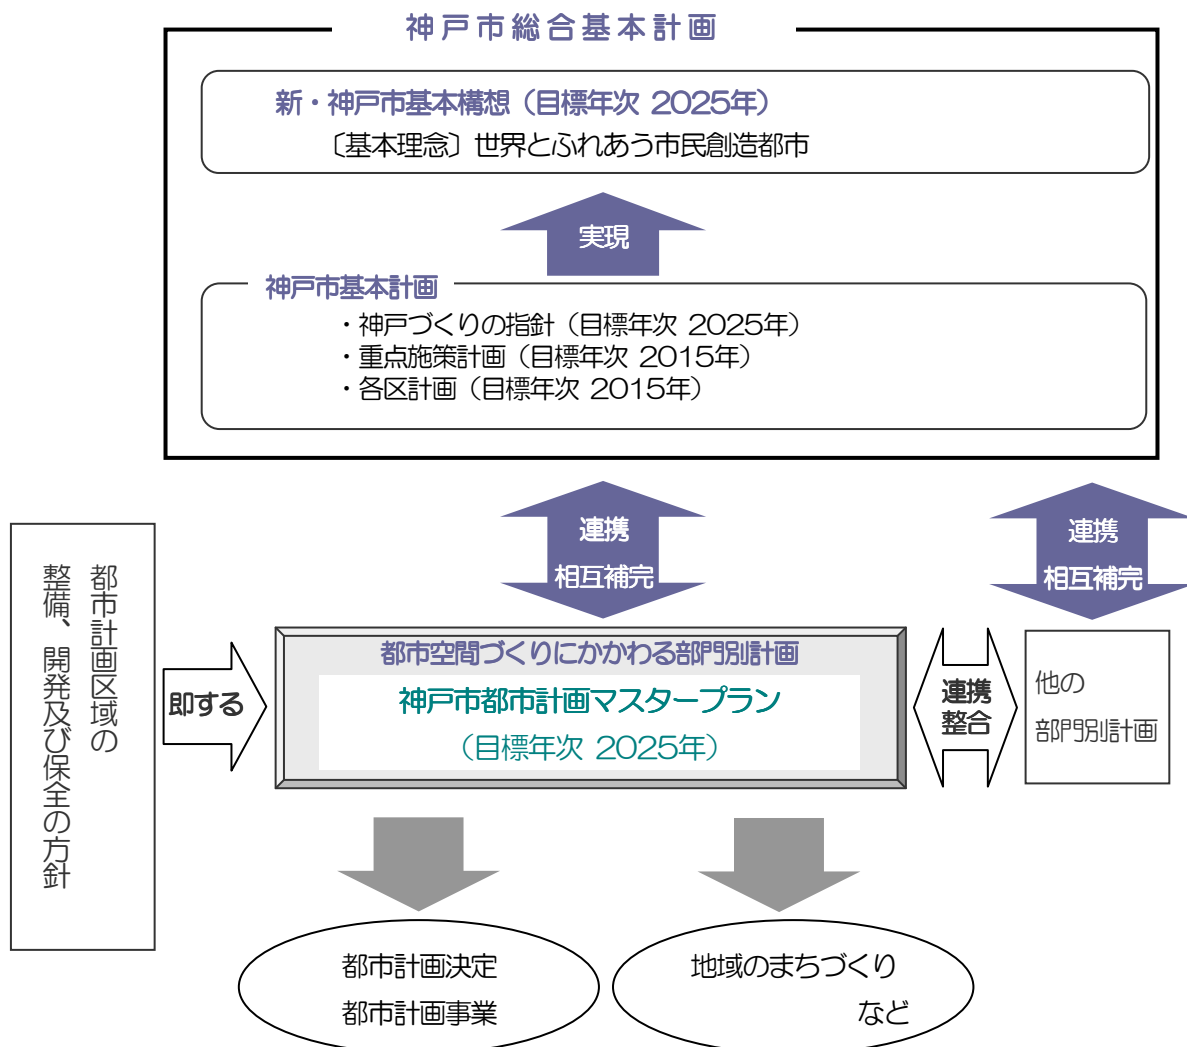 神戸市総合基本計画
新・神戸市基本構想（目標年次 2025年）
〔基本理念〕世界とふれあう市民創造都市
実現
神戸市基本計画
・神戸づくりの指針（目標年次 2025年）
・重点施策計画（目標年次 2015年）
・各区計画（目標年次 2015年）
連携
相互補完
連携
相互補完
都市計画区域の
整備、開発及び保全の方針
即する
都市空間づくりにかかわる部門別計画
神戸市都市計画マスタープラン
（目標年次 2025年）
連携
整合
他の
部門別計画
都市計画決定
都市計画事業
地域のまちづくり
など